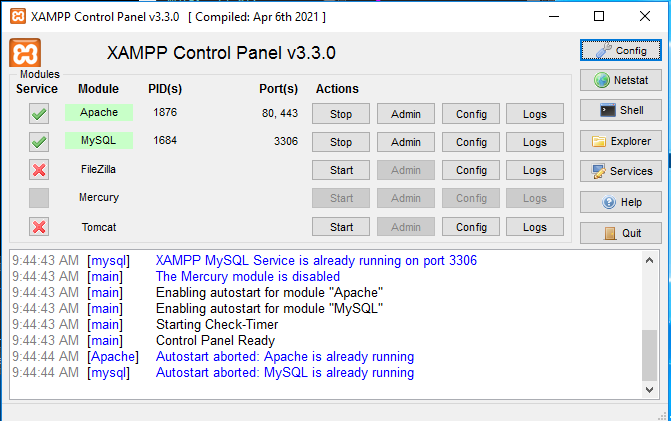 XAMPP Control Panel v3.3.0 [ Compiled: Apr 6th 2021 ]
XAMPP Control Panel v3.3.0
Config
Modules
Service Module PID(s) Port(s) Actions
Netstat
Apache 1876 80, 443 Stop Admin Config Logs
Shell
MySQL 1684 3306 Stop Admin Config Logs
Explorer
FileZilla Start Admin Config Logs
Services
Mercury Start Admin Config Logs
Help
Tomcat Start Admin Config Logs
Quit
9:44:43 AM [mysql] XAMPP MySQL Service is already running on port 3306
9:44:43 AM [main] The Mercury module is disabled
9:44:43 AM [main] Enabling autostart for module "Apache"
9:44:43 AM [main] Enabling autostart for module "MySQL"
9:44:43 AM [main] Starting Check-Timer
9:44:43 AM [main] Control Panel Ready
9:44:44 AM [Apache] Autostart aborted: Apache is already running
9:44:44 AM [mysql] Autostart aborted: MySQL is already running